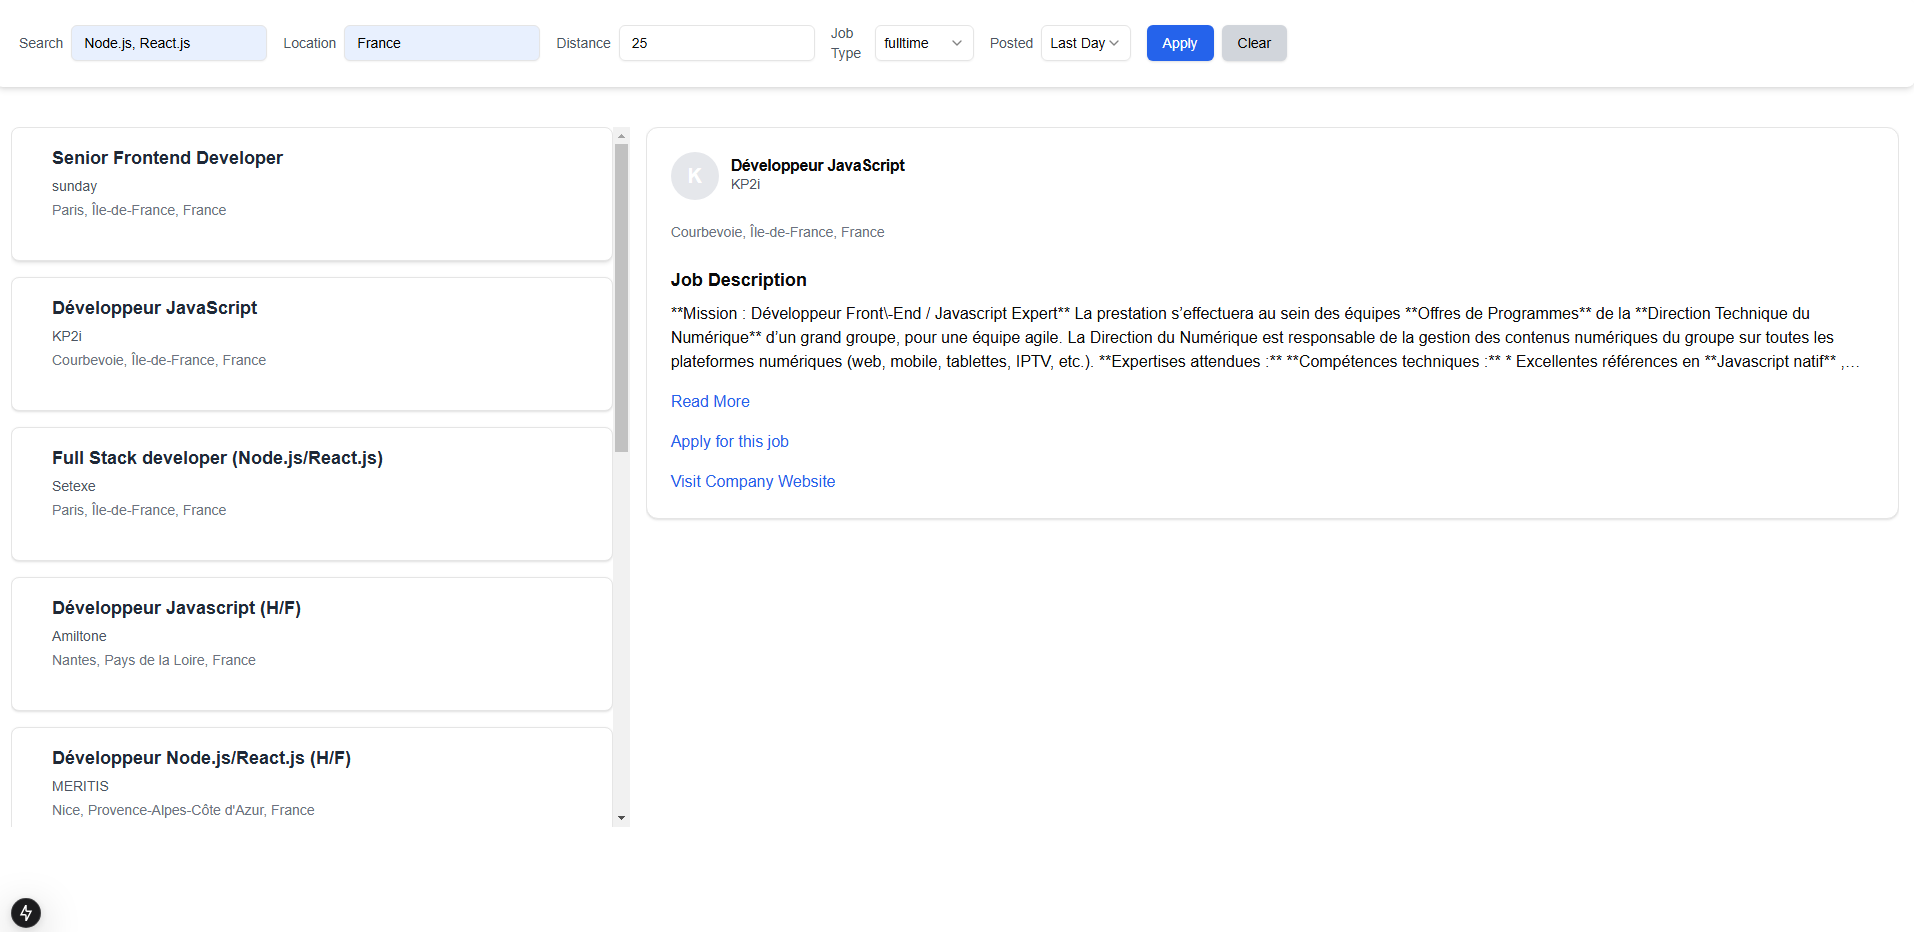 Search Node.js, React.js Location France Distance 25 Job Type fulltime Posted Last Day Apply Clear
Senior Frontend Developer
sunday
Paris, Île-de-France, France
Développeur JavaScript
KP2i
Courbevoie, Île-de-France, France
Full Stack developer (Node.js/React.js)
Setexe
Paris, Île-de-France, France
Développeur Javascript (H/F)
Amiltone
Nantes, Pays de la Loire, France
Développeur Node.js/React.js (H/F)
MERITIS
Nice, Provence-Alpes-Côte d'Azur, France
K
Développeur JavaScript
KP2i
Courbevoie, Île-de-France, France
Job Description
**Mission : Développeur Front\-End / Javascript Expert** La prestation s’effectuera au sein des équipes **Offres de Programmes** de la **Direction Technique du
Numérique** d’un grand groupe, pour une équipe agile. La Direction du Numérique est responsable de la gestion des contenus numériques du groupe sur toutes les
plateformes numériques (web, mobile, tablettes, IPTV, etc.). **Expertises attendues :** **Compétences techniques :** * Excellentes références en **Javascript natif** ,…
Read More
Apply for this job
Visit Company Website